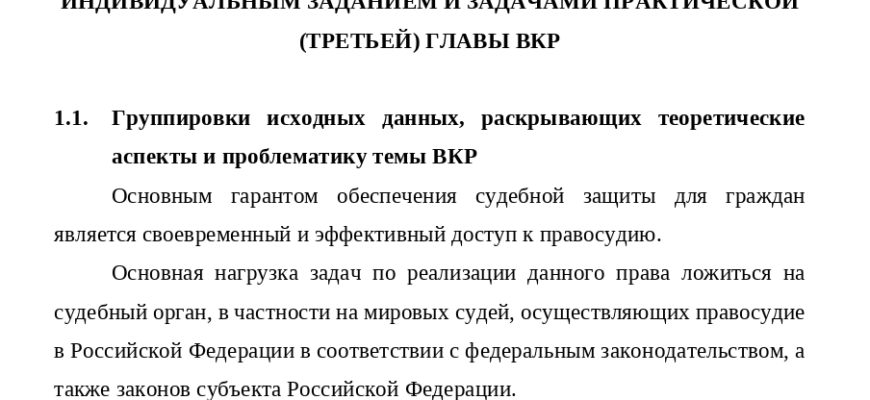 ИНДИВИДУАЛЬНЫМ ЗАДАНИЕМ И ЗАДАЧАМИ ПРАКТИЧЕСКОЙ
(ТРЕТЬЕЙ) ГЛАВЫ ВКР
1.1. Группировки исходных данных, раскрывающих теоретические
аспекты и проблематику темы ВКР
Основным гарантом обеспечения судебной защиты для граждан
является своевременный и эффективный доступ к правосудию.
Основная нагрузка задач по реализации данного права ложиться на
судебный орган, в частности на мировых судей, осуществляющих правосудие
в Российской Федерации в соответствии с федеральным законодательством, а
также законов субъекта Российской Федерации.